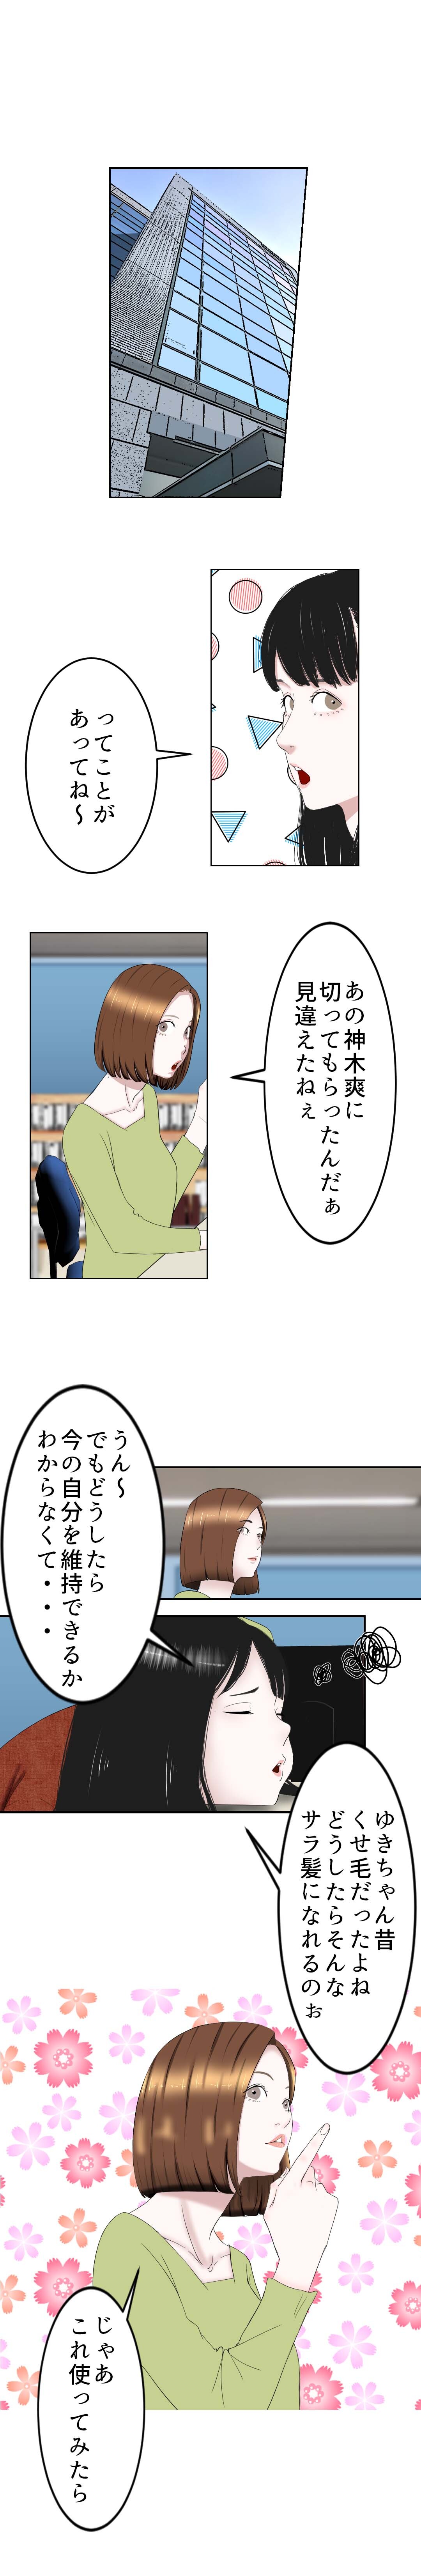 ってことが
あってね～
あの神木爽に
切ってもらったんだぁ
見違えたねぇ
うん～
でもどうしたら
今の自分を維持できるか
わからなくて・・・
ゆきちゃん昔
くせ毛だったよね
どうしたらそんな
サラ髪になれるのぉ
じゃあ
これ使ってみたら